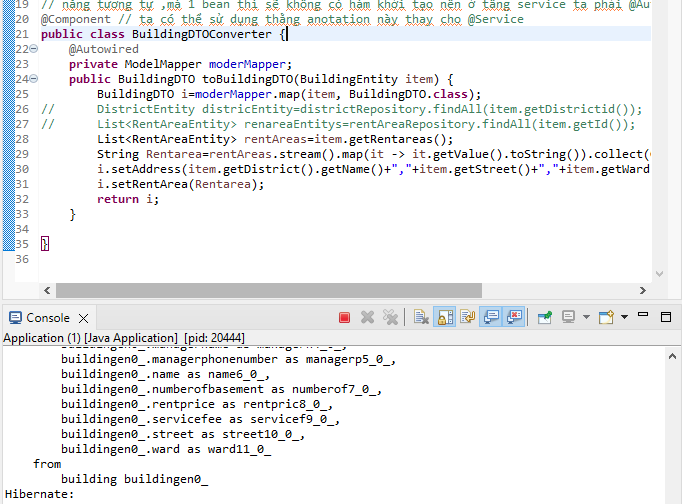 19 // năng tương tự ,mà 1 bean thì sẽ không có hàm khởi tạo nên ở tầng service ta phải @Au
20 @Component // ta có thể sử dụng thằng anotation này thay cho @Service
21 public class BuildingDTOConverter {
22 @Autowired
23 private ModelMapper moderMapper;
24 public BuildingDTO toBuildingDTO(BuildingEntity item) {
25 BuildingDTO i=moderMapper.map(item, BuildingDTO.class);
26 // DistrictEntity districEntity=districtRepository.findAll(item.getDistrictid());
27 // List<RentAreaEntity> renareaEntitys=rentAreaRepository.findAll(item.getId());
28 List<RentAreaEntity> rentAreas=item.getRentareas();
29 String Rentarea=rentAreas.stream().map(it -> it.getValue().toString()).collect(
30 i.setAddress(item.getDistrict().getName()+","+item.getStreet()+","+item.getWard
31 i.setRentArea(Rentarea);
32 return i;
33 }
34
35 }
36
Console
Application (1) [Java Application] [pid: 20444]
buildingen0_.managerphonenumber as managerp5_0_,
buildingen0_.name as name6_0_,
buildingen0_.numberofbasement as numberof7_0_,
buildingen0_.rentprice as rentpric8_0_,
buildingen0_.servicefee as servicef9_0_,
buildingen0_.street as street10_0_,
buildingen0_.ward as ward11_0_
from
building buildingen0_
Hibernate: